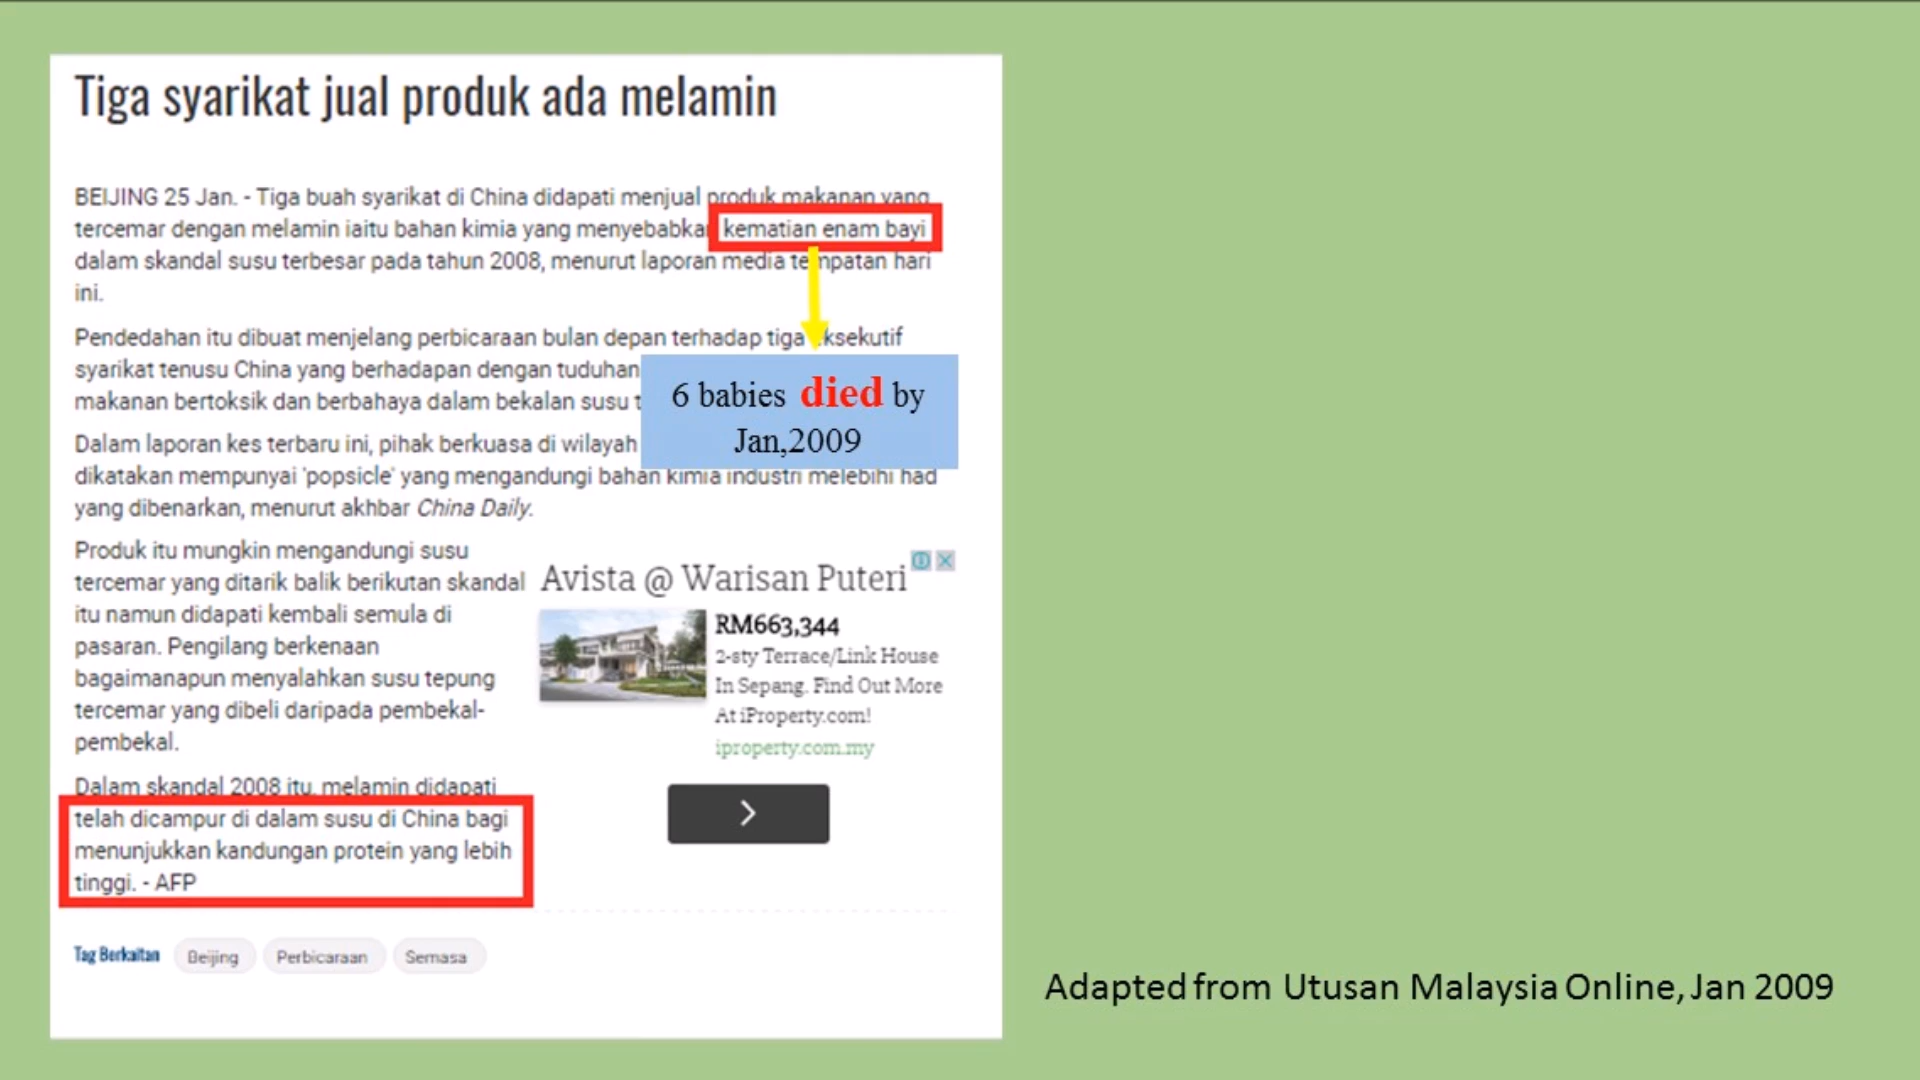 Tiga syarikat jual produk ada melamin
BEIJING 25 Jan. - Tiga buah syarikat di China didapati menjual produk makanan yang
tercemar dengan melamin iaitu bahan kimia yang menyebabkan kematian enam bayi
dalam skandal susu terbesar pada tahun 2008, menurut laporan media tempatan hari
ini.
Pendedahan itu dibuat menjelang perbicaraan bulan depan terhadap tiga eksekutif
syarikat tenusu China yang berhadapan dengan tuduhan
makanan bertoksik dan berbahaya dalam bekalan susu
6 babies died by
Jan,2009
Dalam laporan kes terbaru ini, pihak berkuasa di wilayah
dikatakan mempunyai 'popsicle' yang mengandungi bahan kimia industri melebihi had
yang dibenarkan, menurut akhbar China Daily.
Produk itu mungkin mengandungi susu
tercemar yang ditarik balik berikutan skandal
itu namun didapati kembali semula di
pasaran. Pengilang berkenaan
bagaimanapun menyalahkan susu tepung
tercemar yang dibeli daripada pembekal-
pembekal.
Dalam skandal 2008 itu, melamin didapati
telah dicampur di dalam susu di China bagi
menunjukkan kandungan protein yang lebih
tinggi. - AFP
Avista @ Warisan Puteri
RM663,344
2-sty Terrace/Link House
In Sepang. Find Out More
At iProperty.com!
iproperty.com.my
Tag Berkaitan Beijing Perbicaraan Semasa
Adapted from Utusan Malaysia Online, Jan 2009